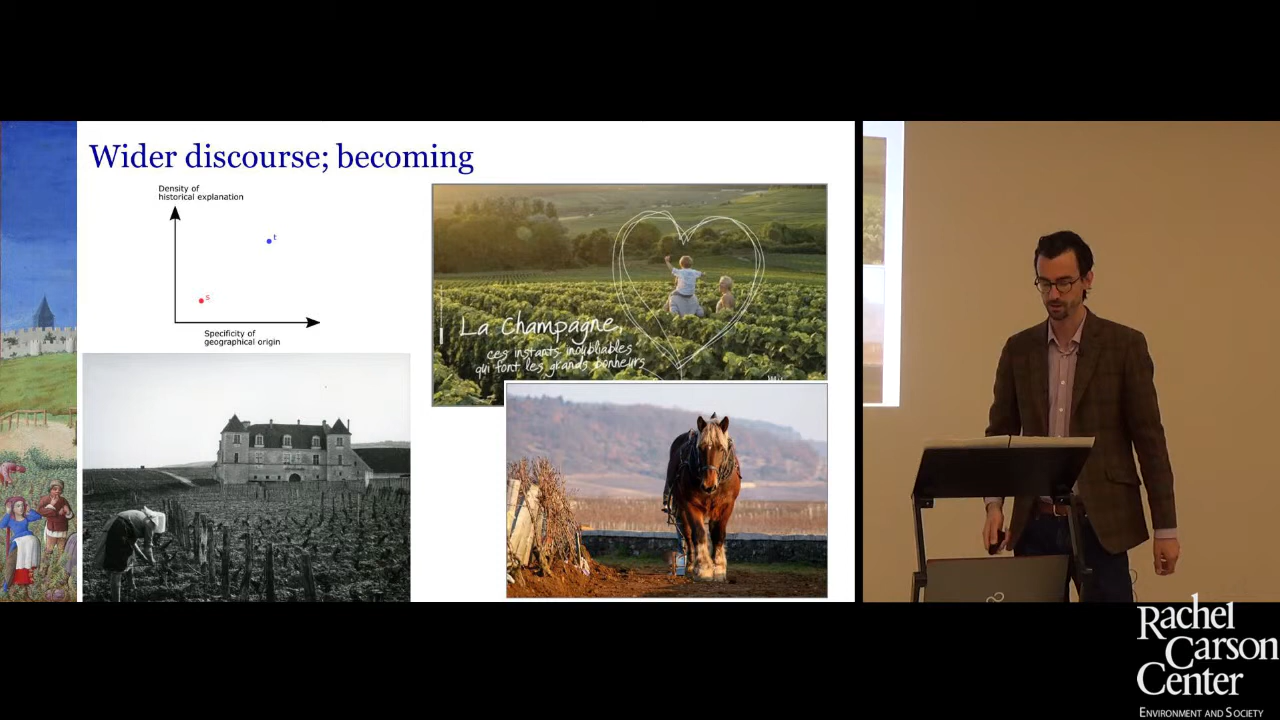 Wider discourse; becoming
Density of
historical explanation
t
s
Specificity of
geographical origin
La Champagne,
ces instants inoubliables
qui font les grands bonheurs
Rachel
Carson
Center
ENVIRONMENT AND SOCIETY